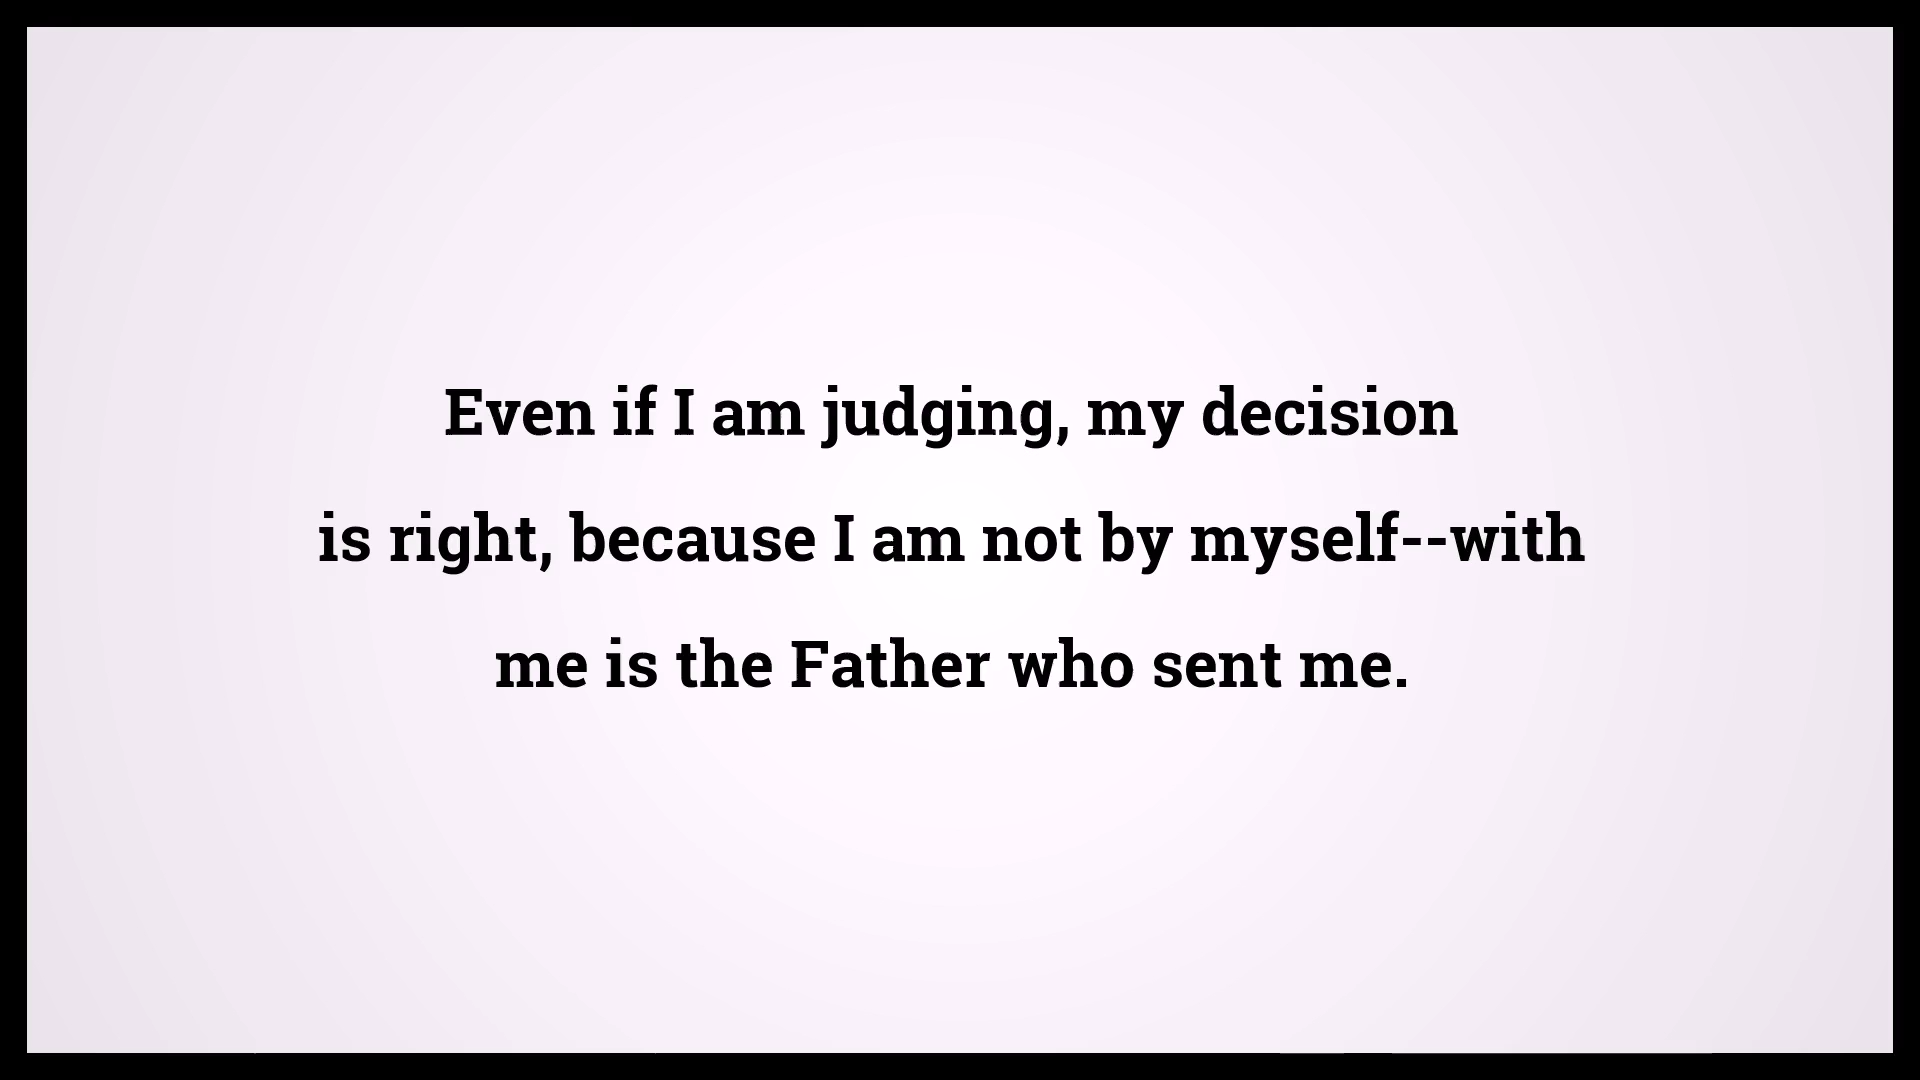 Even if I am judging, my decision
is right, because I am not by myself--with
me is the Father who sent me.